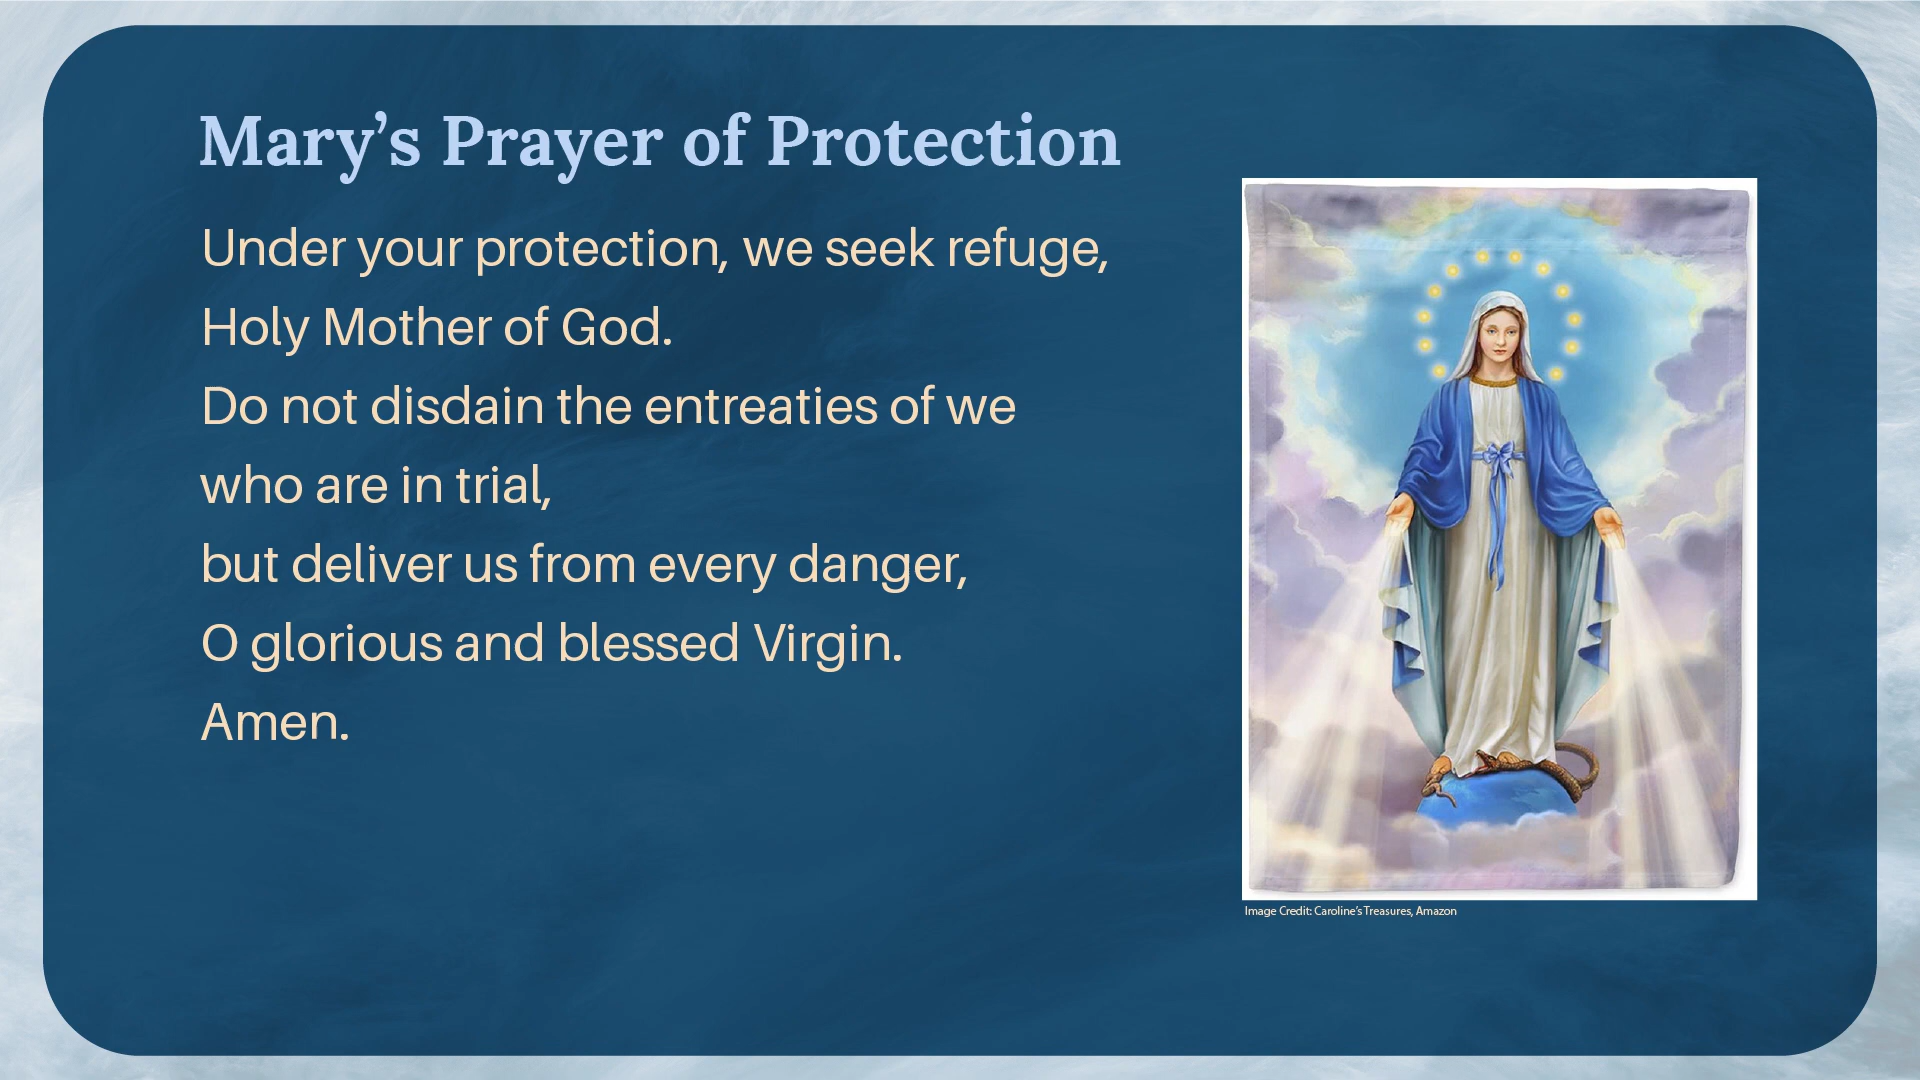 Mary’s Prayer of Protection
Under your protection, we seek refuge,
Holy Mother of God.
Do not disdain the entreaties of we
who are in trial,
but deliver us from every danger,
O glorious and blessed Virgin.
Amen.
Image Credit: Caroline’s Treasures, Amazon